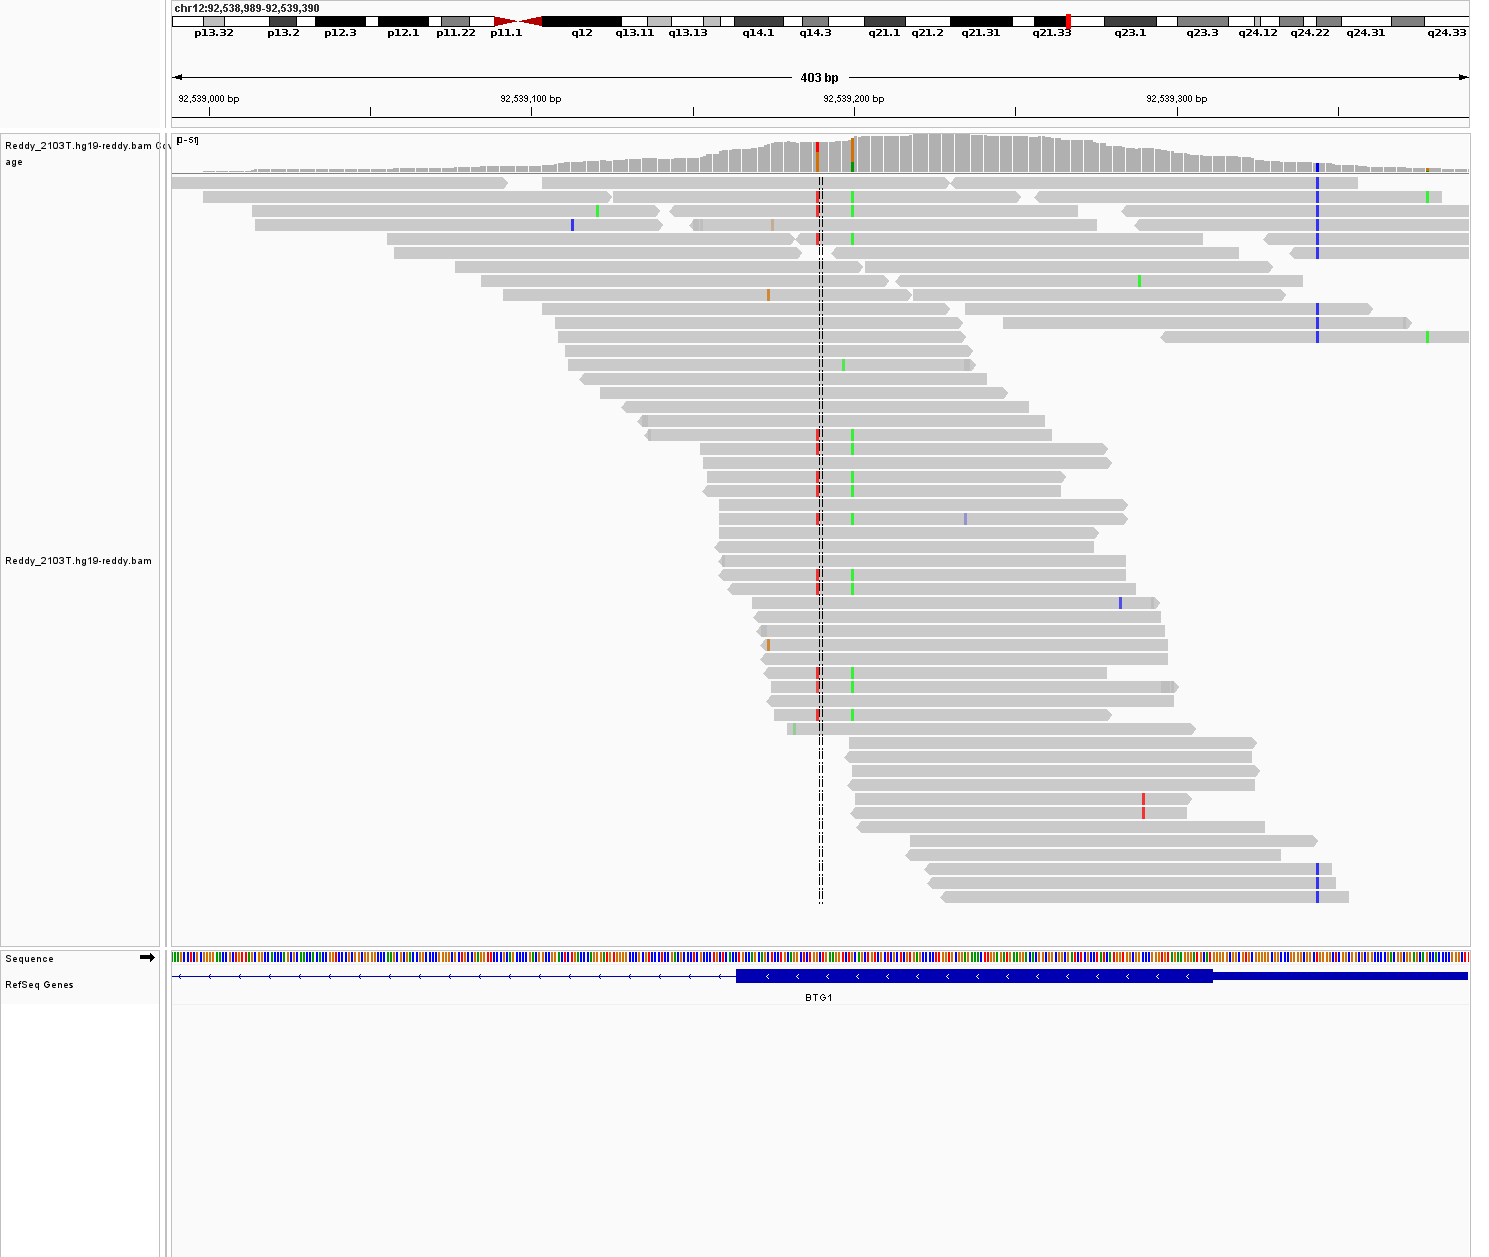 chr12:92,538,989-92,539,390
p13.32 p13.2 p12.3 p12.1 p11.22 p11.1 q12 q13.11 q13.13 q14.1 q14.3 q21.1 q21.2 q21.31 q21.33 q23.1 q23.3 q24.12 q24.22 q24.31 q24.33
403 bp
92,539,000 bp 92,539,100 bp 92,539,200 bp 92,539,300 bp
Reddy_2103T.hg19-reddy.bam Cov
age
[0-51]
Reddy_2103T.hg19-reddy.bam
Sequence
RefSeq Genes
BTG1